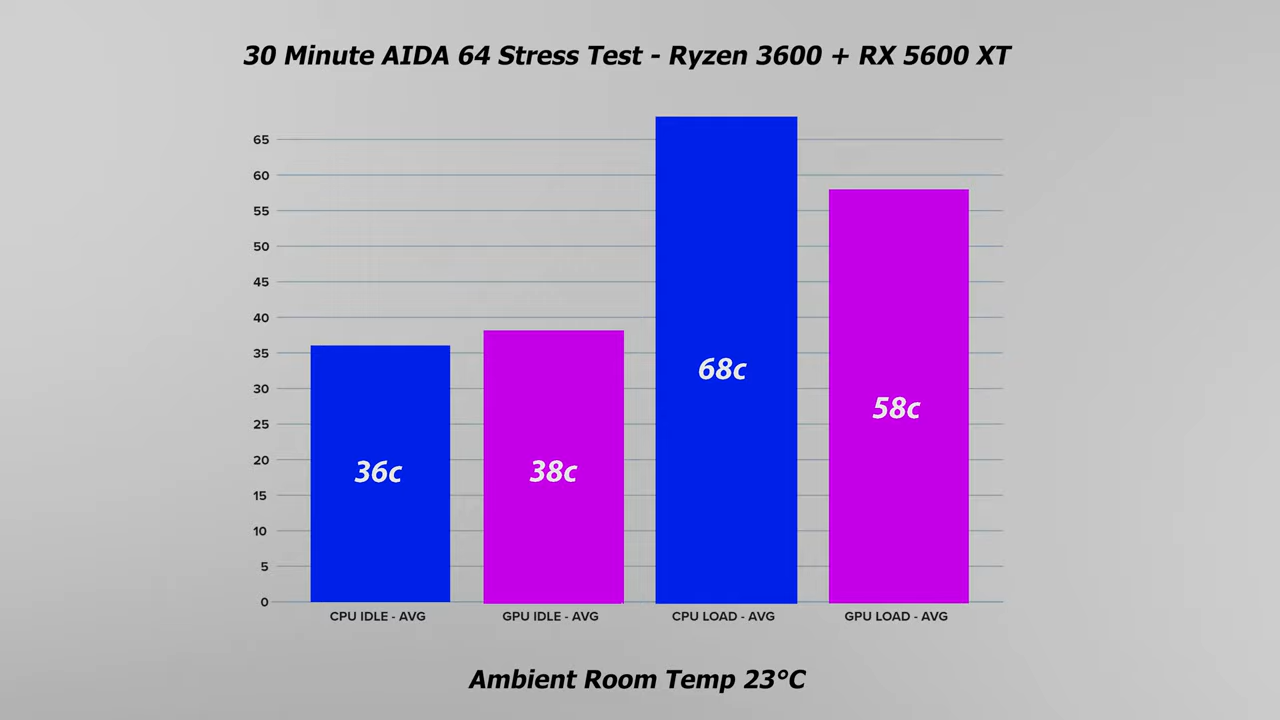 30 Minute AIDA 64 Stress Test - Ryzen 3600 + RX 5600 XT
65
60
55
50
45
40
35
30
25
20
15
10
5
0
36c
38c
68c
58c
CPU IDLE - AVG
GPU IDLE - AVG
CPU LOAD - AVG
GPU LOAD - AVG
Ambient Room Temp 23°C